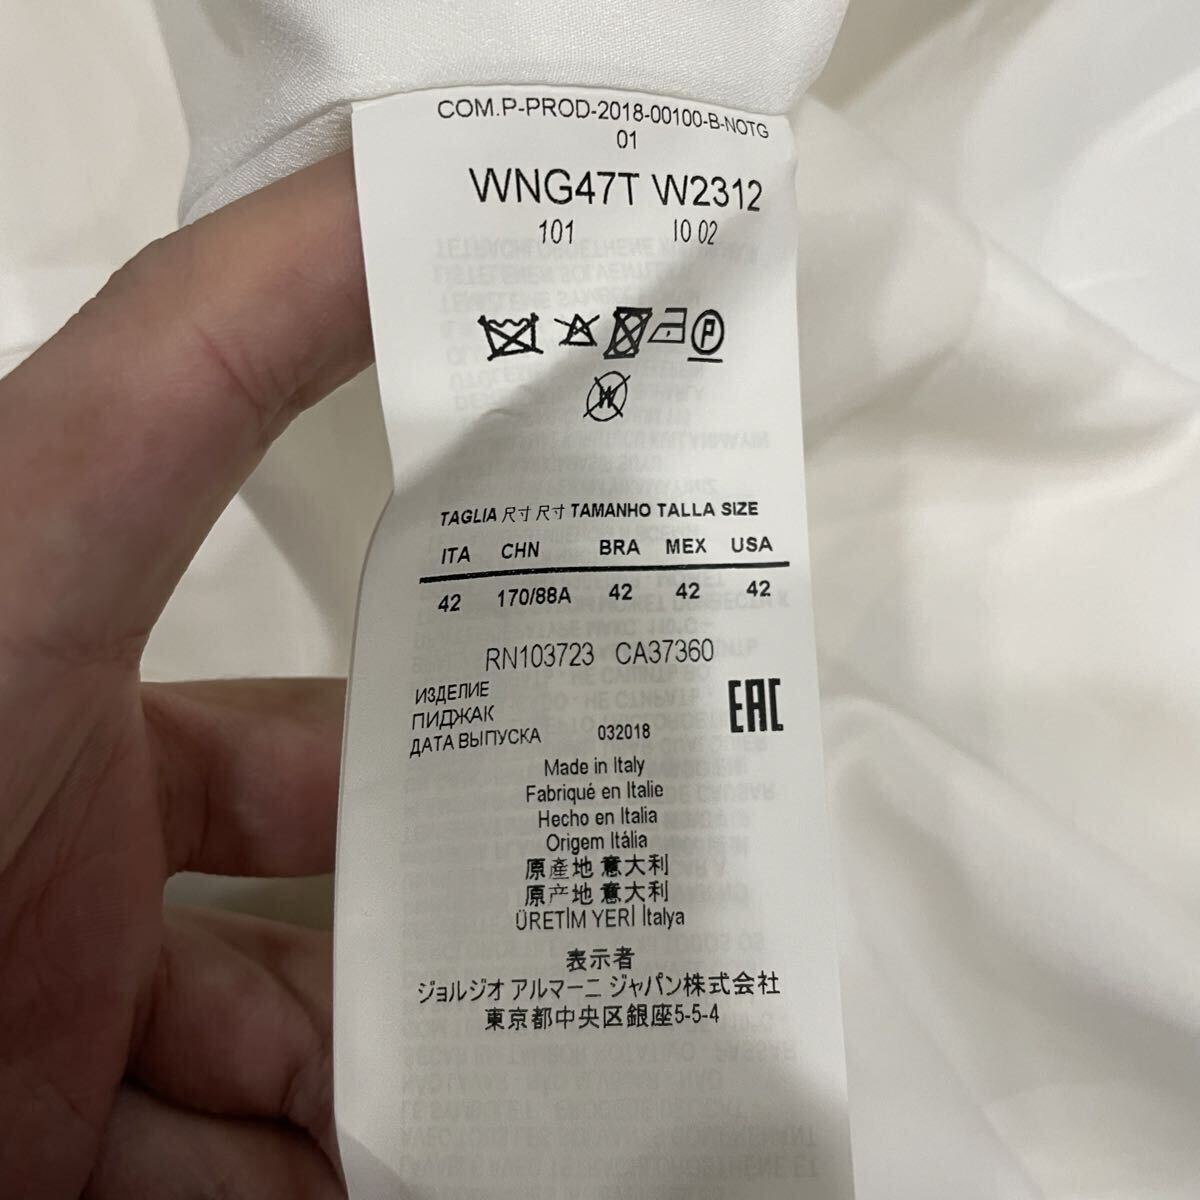 COM.P-PROD-2018-00100-B-NOTG
01
WNG47T W2312
101 IO 02
P
W
TAGLIA 尺寸 尺寸 TAMANHO TALLA SIZE
ITA CHN BRA MEX USA
42 170/88A 42 42 42
RN103723 CA37360
ИЗДЕЛИЕ
ПИДЖАК
ДАТА ВЫПУСКА 032018
EAC
Made in Italy
Fabriqué en Italie
Hecho en Italia
Origem Itália
原產地 意大利
原产地 意大利
ÜRETİM YERİ İtalya
表示者
ジョルジオ アルマーニ ジャパン株式会社
東京都中央区銀座5-5-4